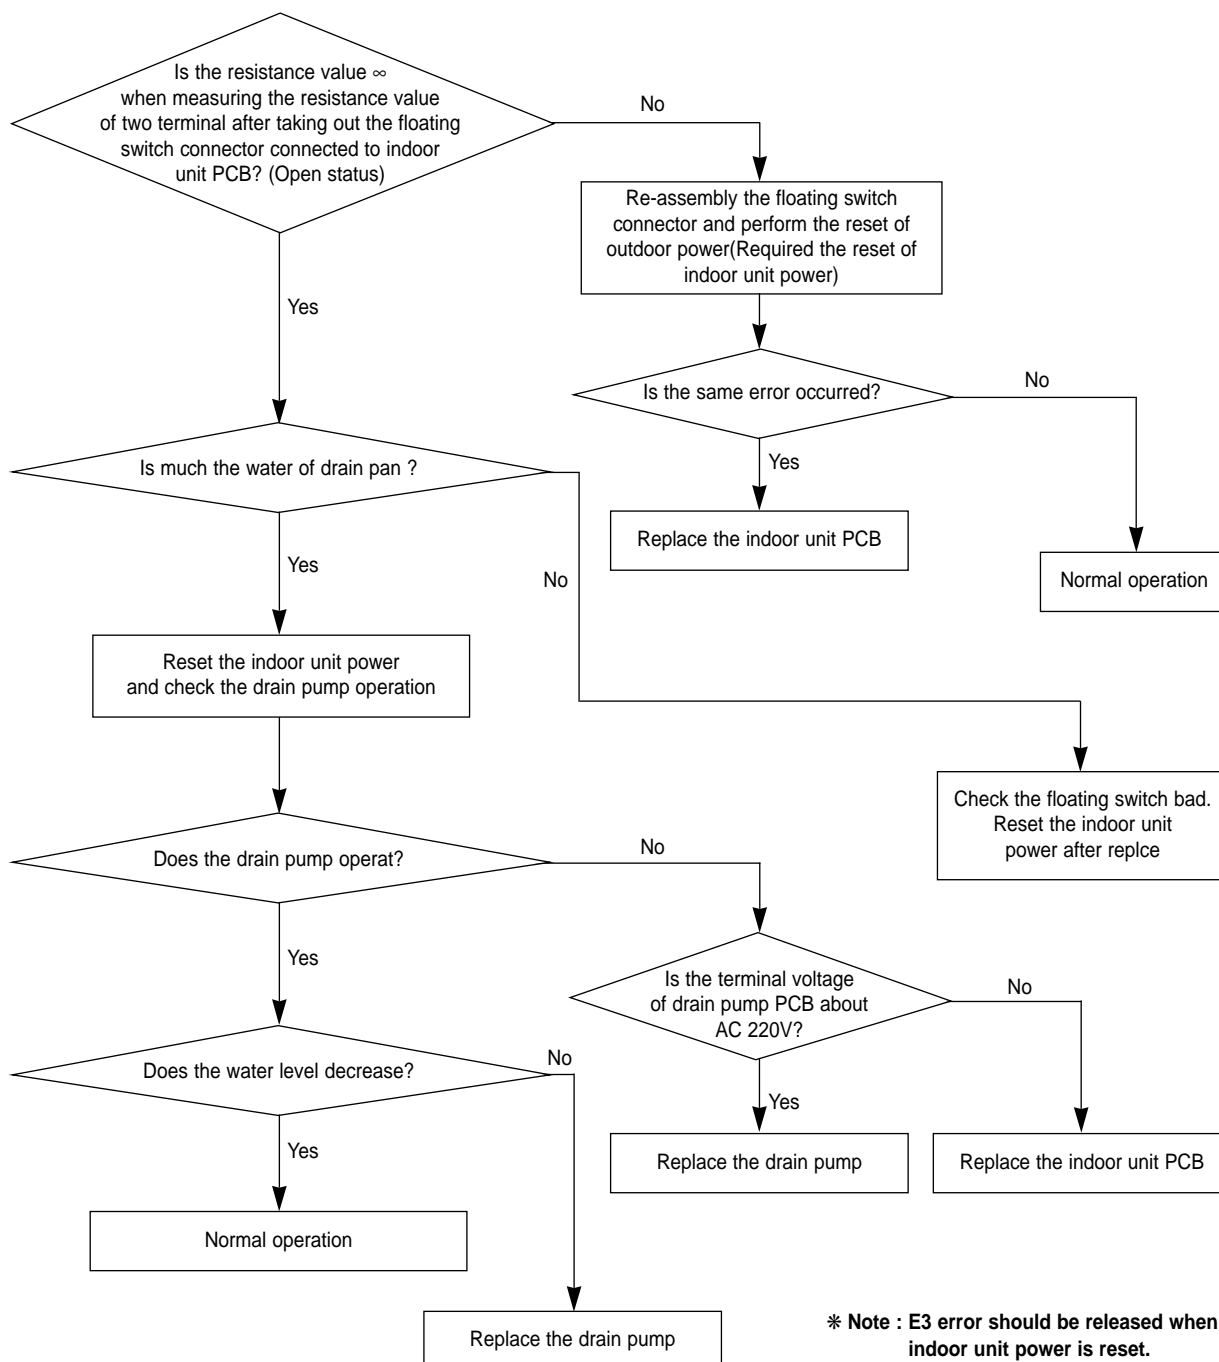 Is the resistance value ∞
when measuring the resistance value
of two terminal after taking out the floating
switch connector connected to indoor
unit PCB? (Open status)
No
Re-assembly the floating switch
connector and perform the reset of
outdoor power(Required the reset of
indoor unit power)
Yes
Is the same error occurred?
No
Yes
Is much the water of drain pan ?
Replace the indoor unit PCB
Yes
No
Normal operation
Reset the indoor unit power
and check the drain pump operation
Check the floating switch bad.
Reset the indoor unit
power after replce
Does the drain pump operat?
No
Yes
Is the terminal voltage
of drain pump PCB about
AC 220V?
No
Does the water level decrease?
No
Yes
Yes
Replace the drain pump
Replace the indoor unit PCB
Normal operation
Replace the drain pump
❋ Note : E3 error should be released when
indoor unit power is reset.